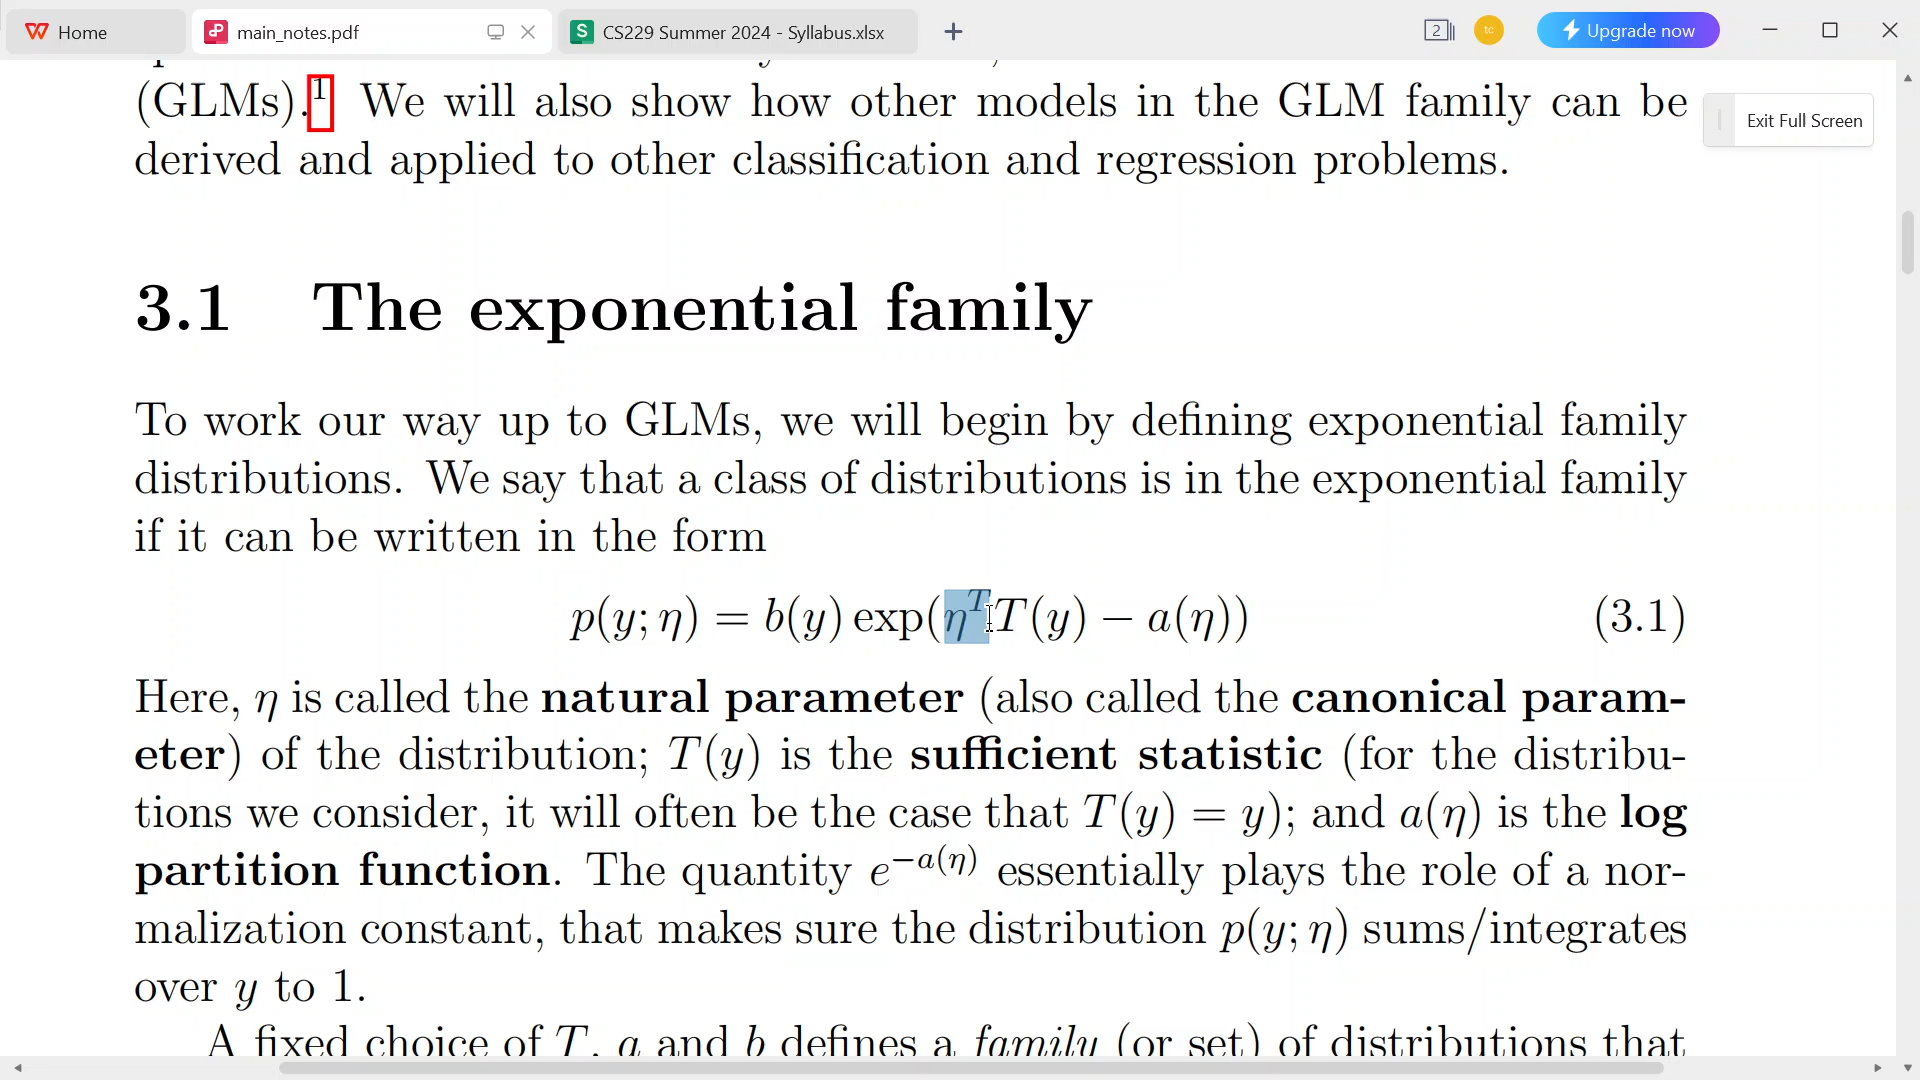 Home
main_notes.pdf
CS229 Summer 2024 - Syllabus.xlsx
2
tc
Upgrade now
(GLMs).¹ We will also show how other models in the GLM family can be
Exit Full Screen
derived and applied to other classification and regression problems.
3.1 The exponential family
To work our way up to GLMs, we will begin by defining exponential family
distributions. We say that a class of distributions is in the exponential family
if it can be written in the form
p(y; η) = b(y) exp(η^T T(y) − a(η)) (3.1)
Here, η is called the natural parameter (also called the canonical param-
eter) of the distribution; T(y) is the sufficient statistic (for the distribu-
tions we consider, it will often be the case that T(y) = y); and a(η) is the log
partition function. The quantity e^{−a(η)} essentially plays the role of a nor-
malization constant, that makes sure the distribution p(y; η) sums/integrates
over y to 1.
A fixed choice of T, a and b defines a family (or set) of distributions that